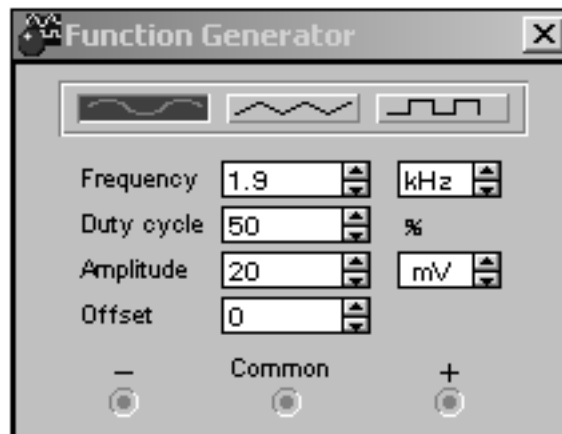 Function Generator
Frequency 1.9 kHz
Duty cycle 50 %
Amplitude 20 mV
Offset 0
− Common +